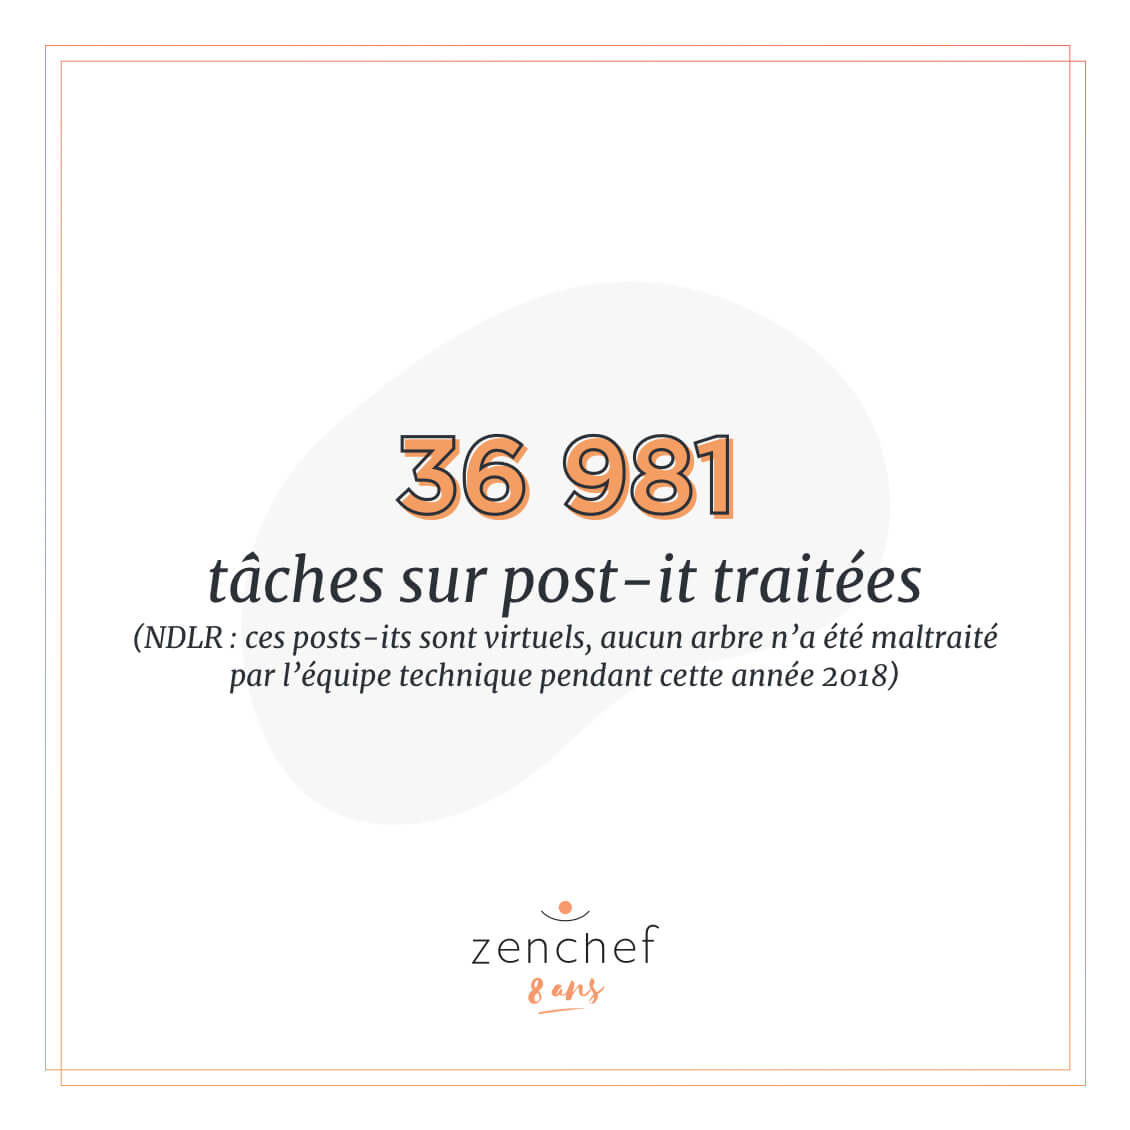 36 981
tâches sur post-it traitées
(NDLR : ces posts-its sont virtuels, aucun arbre n’a été maltraité
par l’équipe technique pendant cette année 2018)
zenchef
8 ans